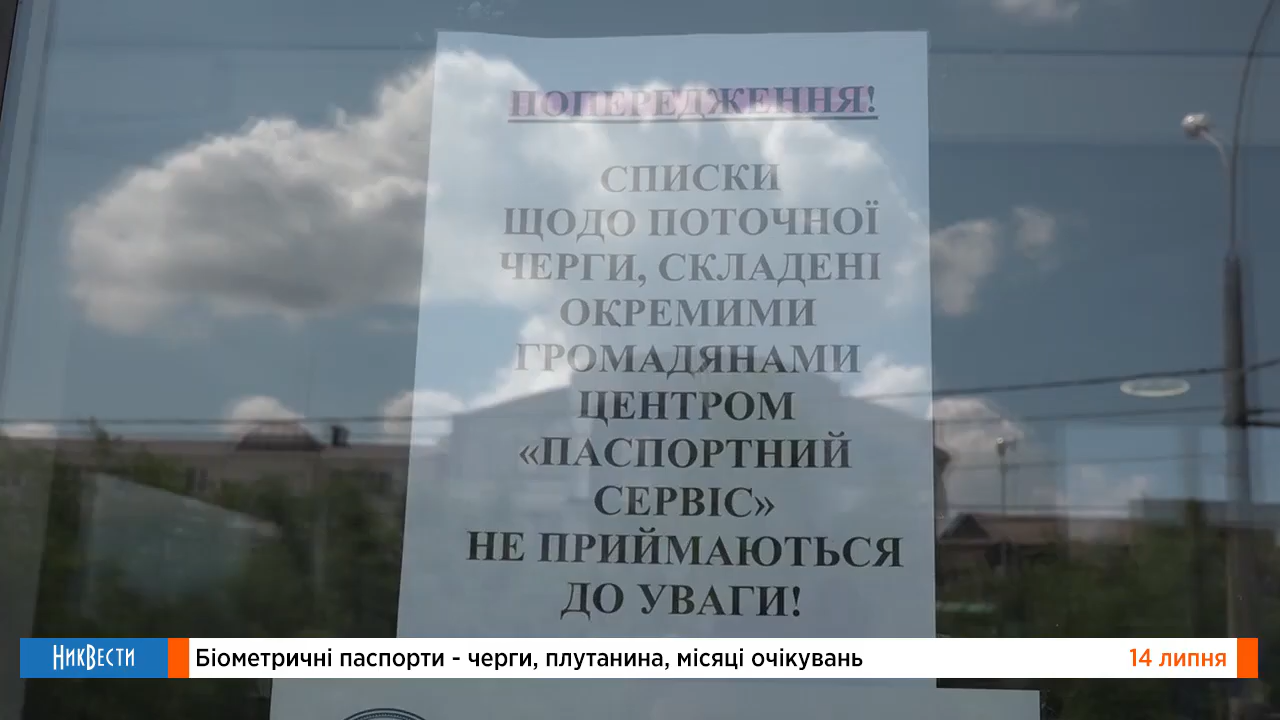 ПОПЕРЕДЖЕННЯ!
СПИСКИ
ЩОДО ПОТОЧНОЇ
ЧЕРГИ, СКЛАДЕНІ
ОКРЕМИМИ
ГРОМАДЯНАМИ
ЦЕНТРОМ
«ПАСПОРТНИЙ
СЕРВІС»
НЕ ПРИЙМАЮТЬСЯ
ДО УВАГИ!
НикВести
Біометричні паспорти - черги, плутанина, місяці очікувань
14 липня